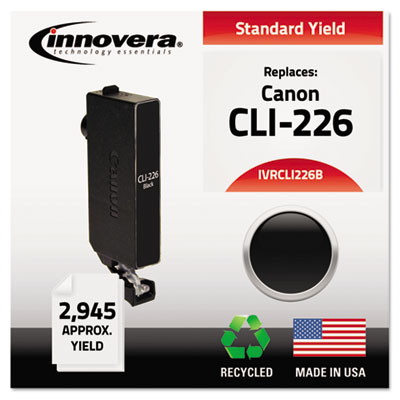 innovera®
technology essentials
Standard Yield
Replaces:
Canon
CLI-226
IVRCLI226B
innovera
CLI-226
Black
2,945
APPROX.
YIELD
RECYCLED
MADE IN USA